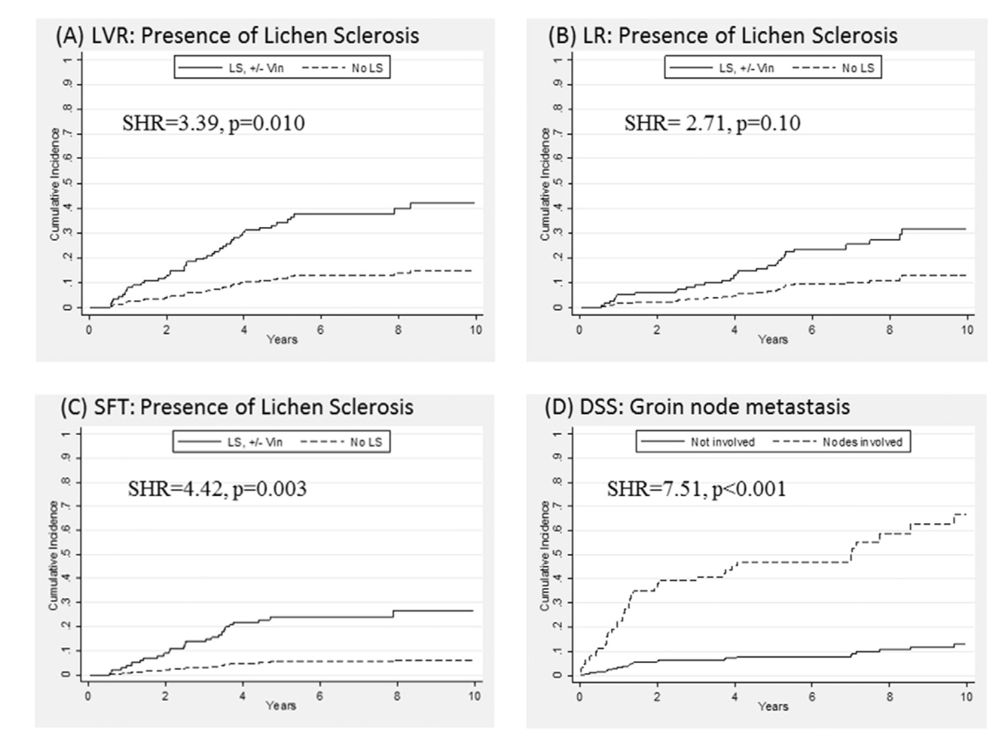 (A) LVR: Presence of Lichen Sclerosis
LS, +/- Vin No LS
SHR=3.39, p=0.010
Cumulative Incidence
1
.9
.8
.7
.6
.5
.4
.3
.2
.1
0
0 2 4 6 8 10
Years
(B) LR: Presence of Lichen Sclerosis
LS, +/- Vin No LS
SHR= 2.71, p=0.10
Cumulative Incidence
1
.9
.8
.7
.6
.5
.4
.3
.2
.1
0
0 2 4 6 8 10
Years
(C) SFT: Presence of Lichen Sclerosis
LS, +/- Vin No LS
SHR=4.42, p=0.003
Cumulative Incidence
1
.9
.8
.7
.6
.5
.4
.3
.2
.1
0
0 2 4 6 8 10
Years
(D) DSS: Groin node metastasis
Not involved Nodes involved
SHR=7.51, p<0.001
Cumulative Incidence
1
.9
.8
.7
.6
.5
.4
.3
.2
.1
0
0 2 4 6 8 10
Years